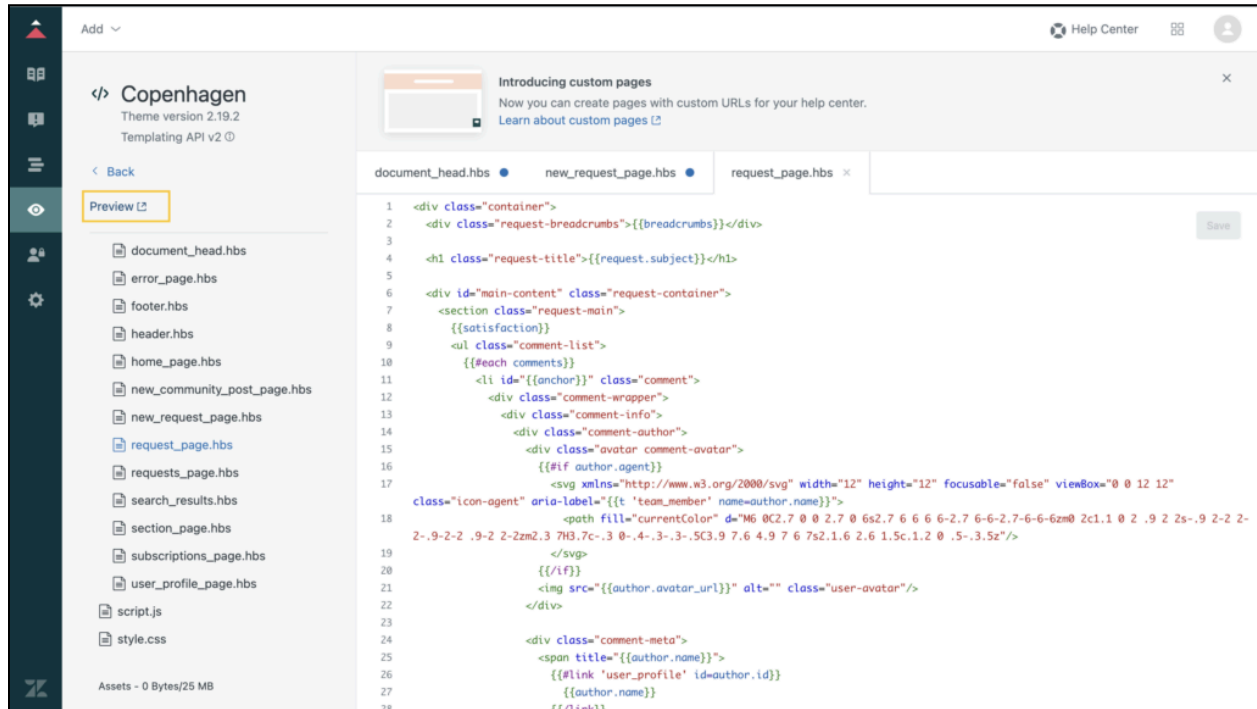 Add
Help Center
Copenhagen
Theme version 2.19.2
Templating API v2
Back
Preview
document_head.hbs
error_page.hbs
footer.hbs
header.hbs
home_page.hbs
new_community_post_page.hbs
new_request_page.hbs
request_page.hbs
requests_page.hbs
search_results.hbs
section_page.hbs
subscriptions_page.hbs
user_profile_page.hbs
script.js
style.css
Assets - 0 Bytes/25 MB
Introducing custom pages
Now you can create pages with custom URLs for your help center.
Learn about custom pages
document_head.hbs new_request_page.hbs request_page.hbs ×
Save
1 <div class="container">
2 <div class="request-breadcrumbs">{{breadcrumbs}}</div>
3
4 <h1 class="request-title">{{request.subject}}</h1>
5
6 <div id="main-content" class="request-container">
7 <section class="request-main">
8 {{satisfaction}}
9 <ul class="comment-list">
10 {{#each comments}}
11 <li id="{{anchor}}" class="comment">
12 <div class="comment-wrapper">
13 <div class="comment-info">
14 <div class="comment-author">
15 <div class="avatar comment-avatar">
16 {{#if author.agent}}
17 <svg xmlns="http://www.w3.org/2000/svg" width="12" height="12" focusable="false" viewBox="0 0 12 12"
class="icon-agent" aria-label="{{t 'team_member' name=author.name}}">
18 <path fill="currentColor" d="M6 0C2.7 0 0 2.7 0 6s2.7 6 6 6 6-2.7 6-6-2.7-6-6-6zm0 2c1.1 0 2 .9 2 2s-.9 2-2 2-
2-.9-2-2 .9-2 2-2zm2.3 7H3.7c-.3 0-.4-.3-.3-.5C3.9 7.6 4.9 7 6 7s2.1.6 2.6 1.5c.1.2 0 .5-.3.5z"/>
19 </svg>
20 {{/if}}
21 <img src="{{author.avatar_url}}" alt="" class="user-avatar"/>
22 </div>
23
24 <div class="comment-meta">
25 <span title="{{author.name}}">
26 {{#link 'user_profile' id=author.id}}
27 {{author.name}}
28 {{/link}}